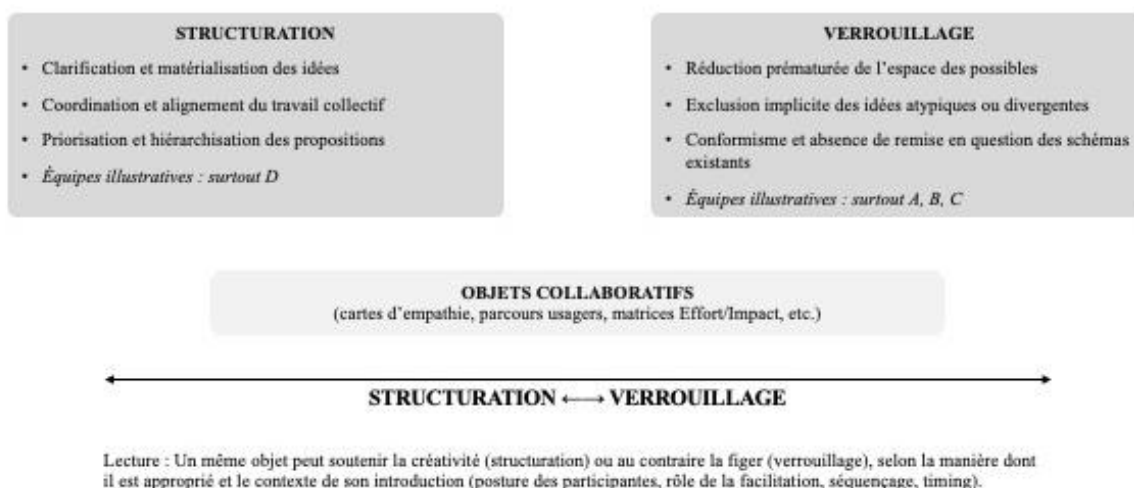 STRUCTURATION
• Clarification et matérialisation des idées
• Coordination et alignement du travail collectif
• Priorisation et hiérarchisation des propositions
• Équipes illustratives : surtout D
VERROUILLAGE
• Réduction prématurée de l'espace des possibles
• Exclusion implicite des idées atypiques ou divergentes
• Conformisme et absence de remise en question des schémas
existants
• Équipes illustratives : surtout A, B, C
OBJETS COLLABORATIFS
(cartes d'empathie, parcours usagers, matrices Effort/Impact, etc.)
STRUCTURATION ⟷ VERROUILLAGE
Lecture : Un même objet peut soutenir la créativité (structuration) ou au contraire la figer (verrouillage), selon la manière dont
il est approprié et le contexte de son introduction (posture des participantes, rôle de la facilitation, séquençage, timing).